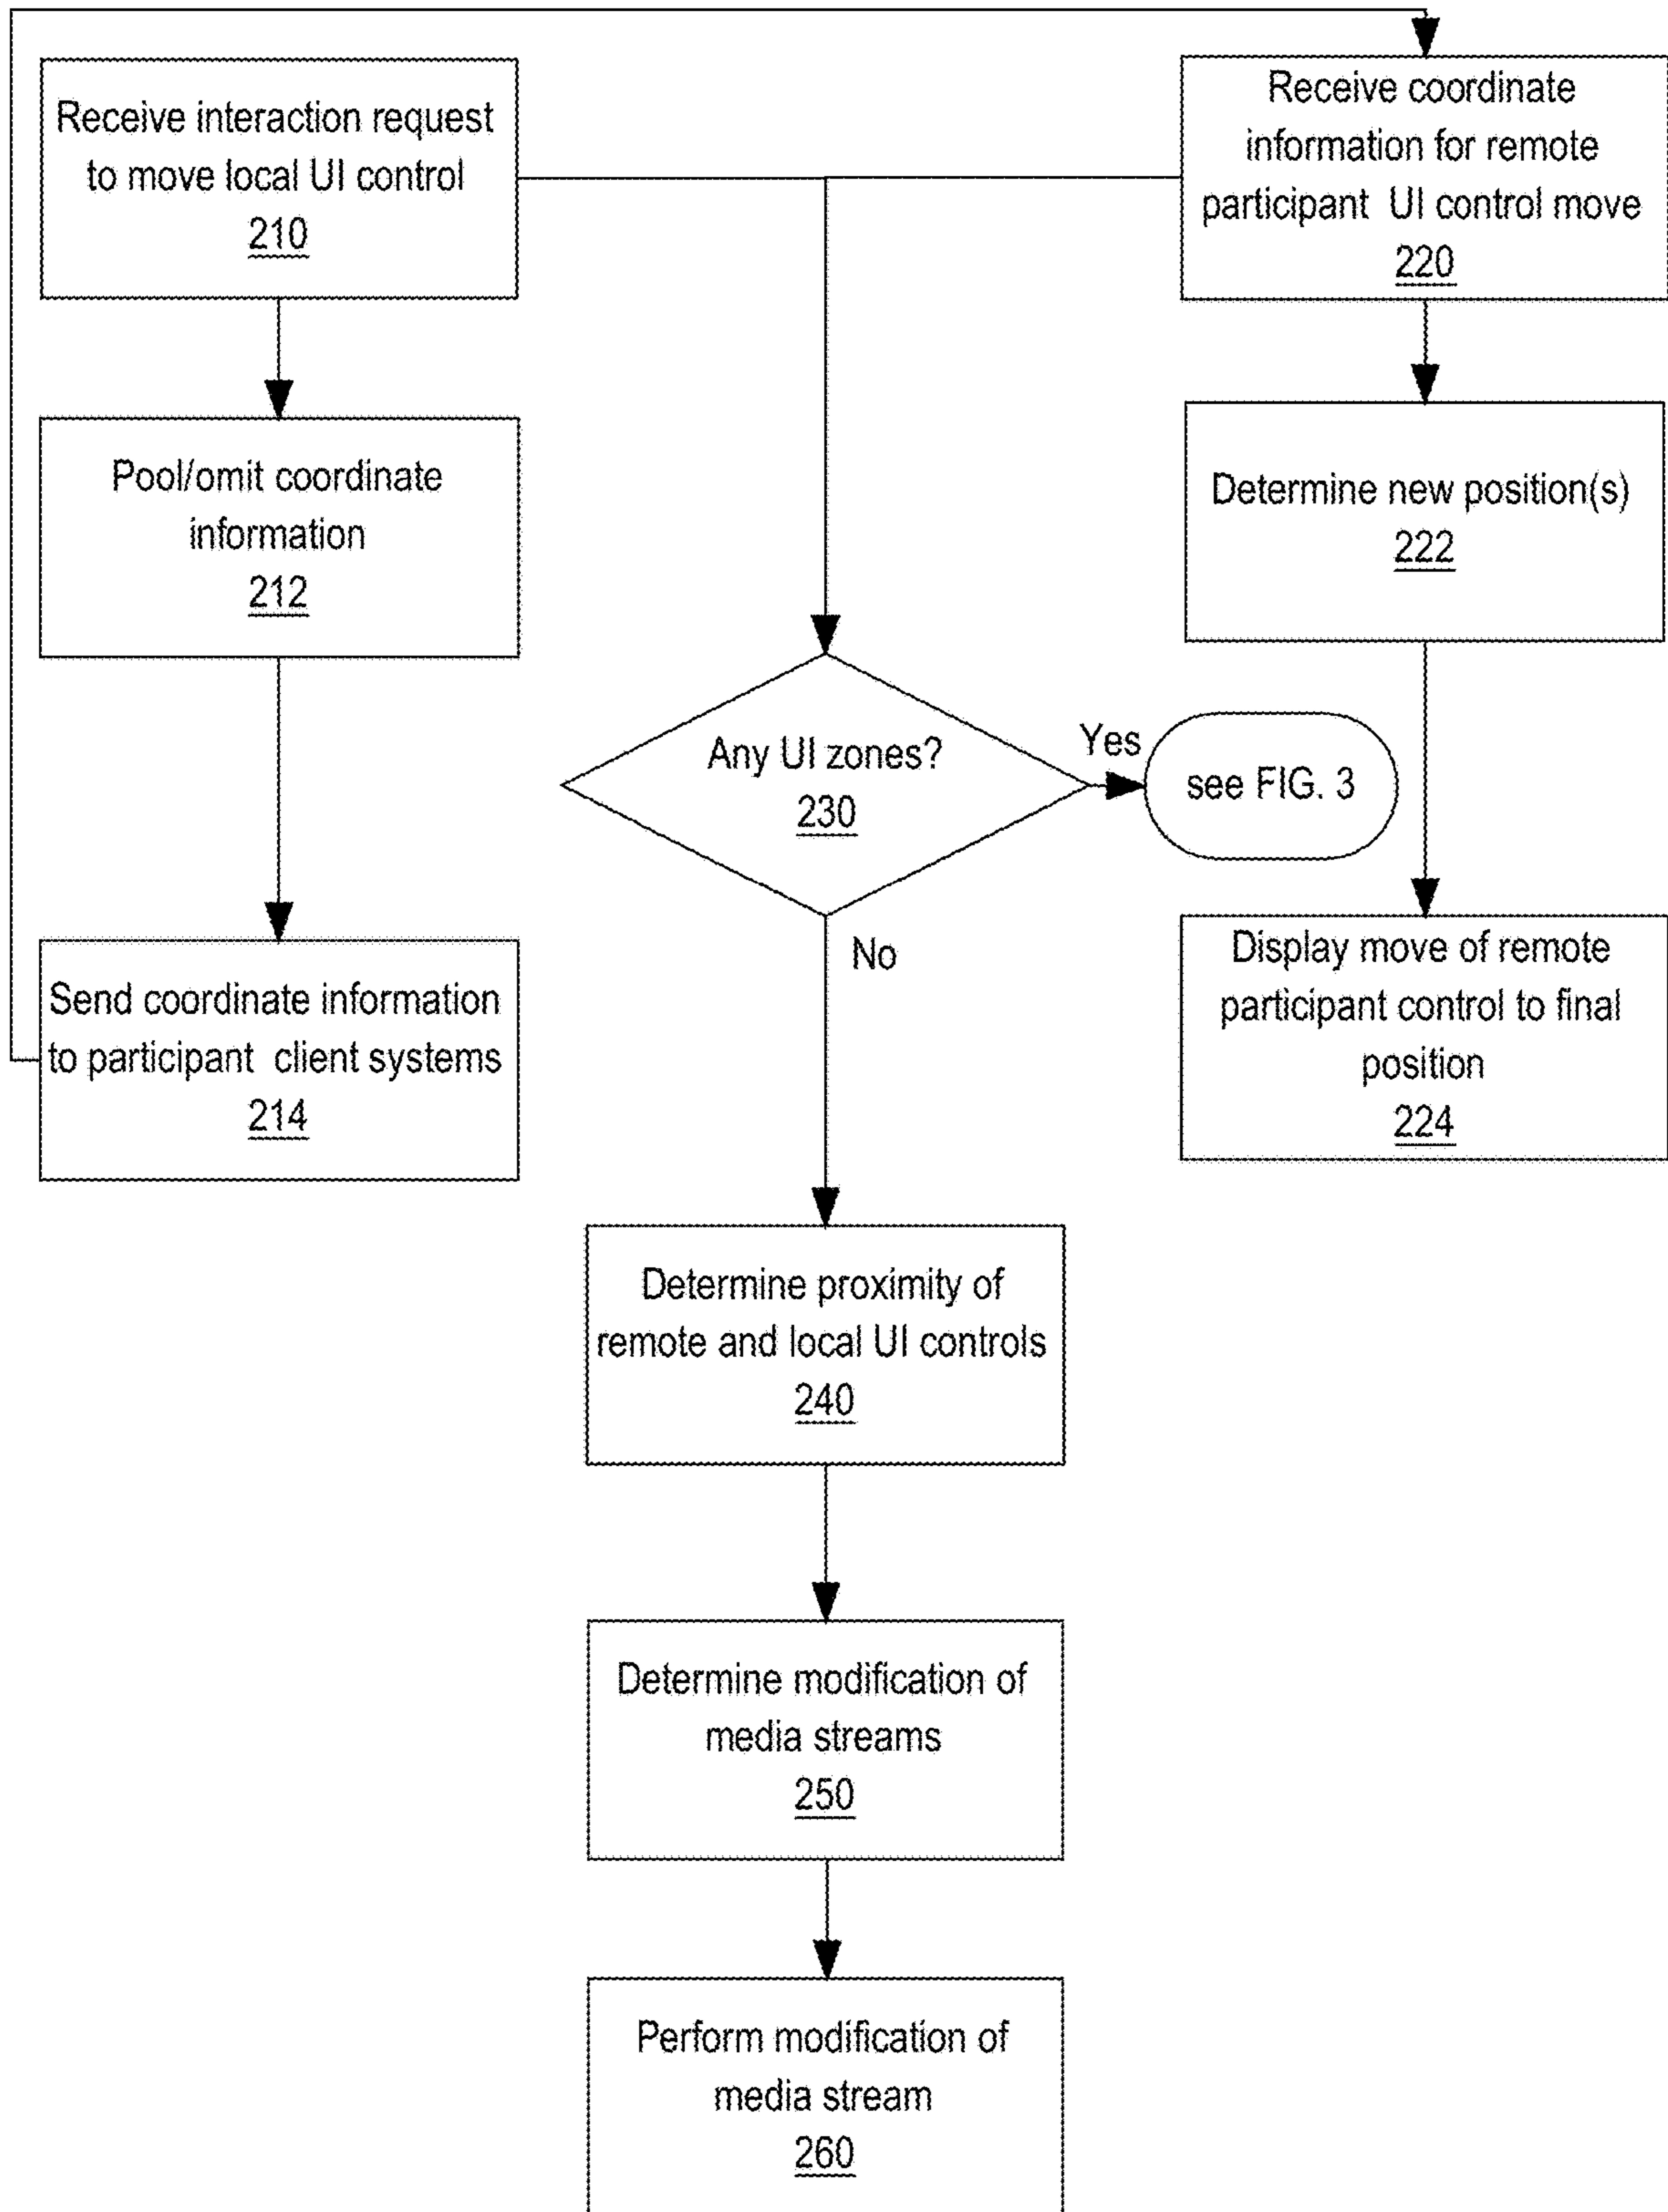 Receive interaction request
to move local UI control
210
Receive coordinate
information for remote
participant UI control move
220
Pool/omit coordinate
information
212
Determine new position(s)
222
Any UI zones?
230
Yes
see FIG. 3
No
Send coordinate information
to participant client systems
214
Display move of remote
participant control to final
position
224
Determine proximity of
remote and local UI controls
240
Determine modification of
media streams
250
Perform modification of
media stream
260